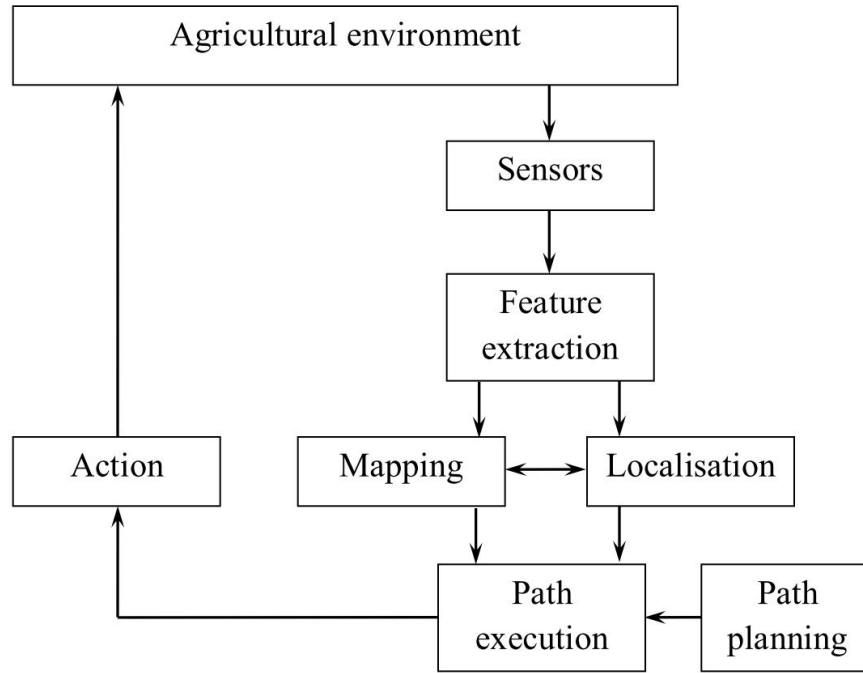 Agricultural environment
Sensors
Feature
extraction
Action
Mapping
Localisation
Path
execution
Path
planning